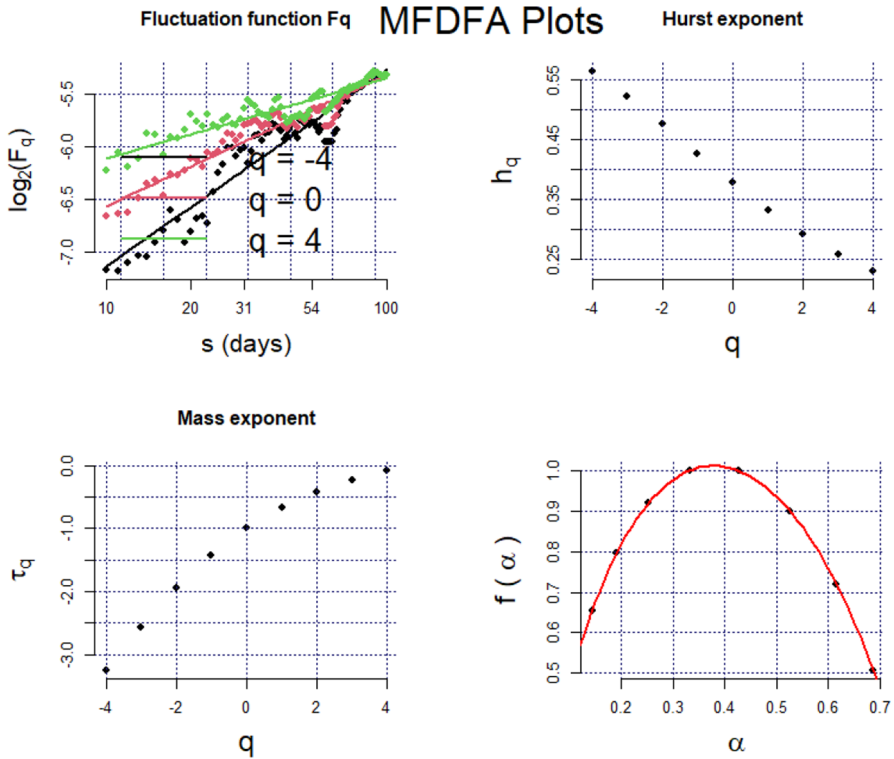 MFDFA Plots
Fluctuation function Fq
log2(Fq)
-5.5
-6.0
-6.5
-7.0
q = -4
q = 0
q = 4
10 20 31 54 100
s (days)
Hurst exponent
hq
0.55
0.45
0.35
0.25
-4 -2 0 2 4
q
Mass exponent
τq
0.0
-1.0
-2.0
-3.0
-4 -2 0 2 4
q
f ( α )
1.0
0.9
0.8
0.7
0.6
0.5
0.2 0.3 0.4 0.5 0.6 0.7
α